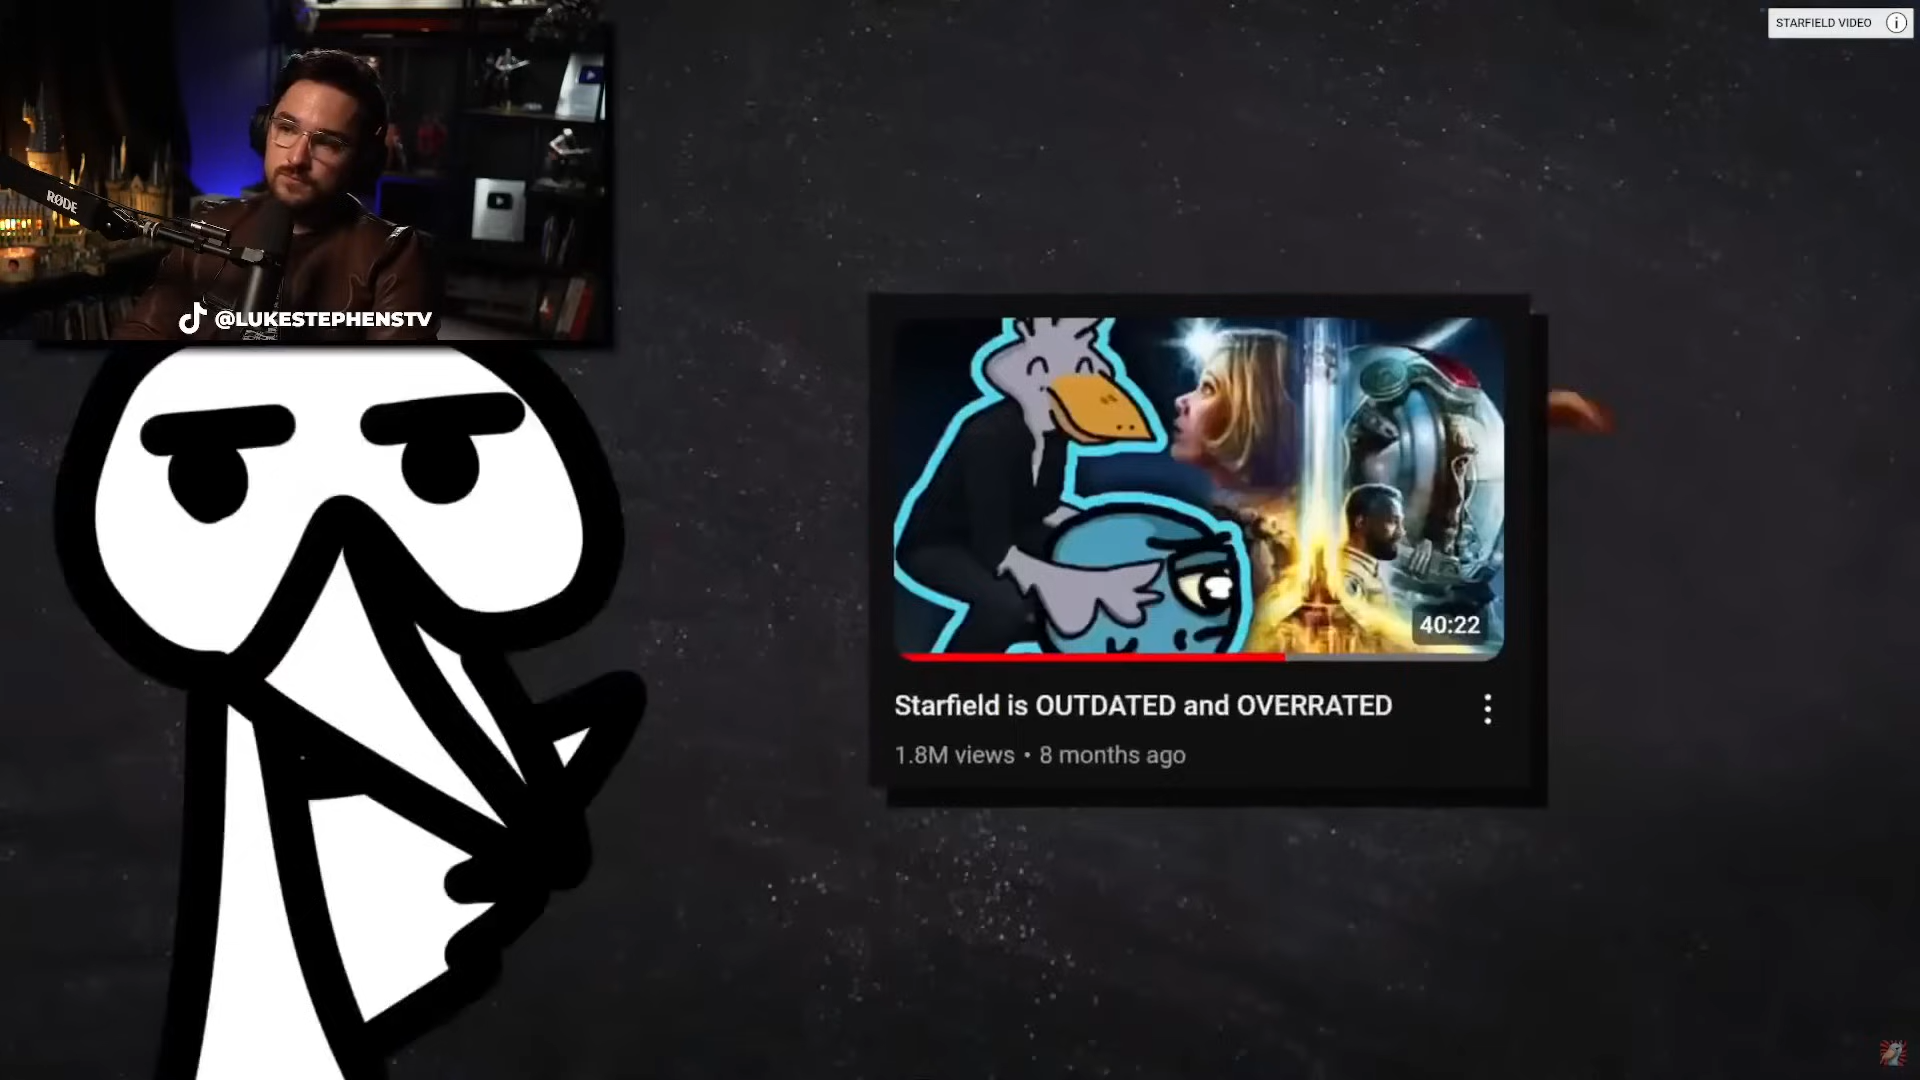 STARFIELD VIDEO
RØDE
@LUKESTEPHENSTV
40:22
Starfield is OUTDATED and OVERRATED
1.8M views • 8 months ago